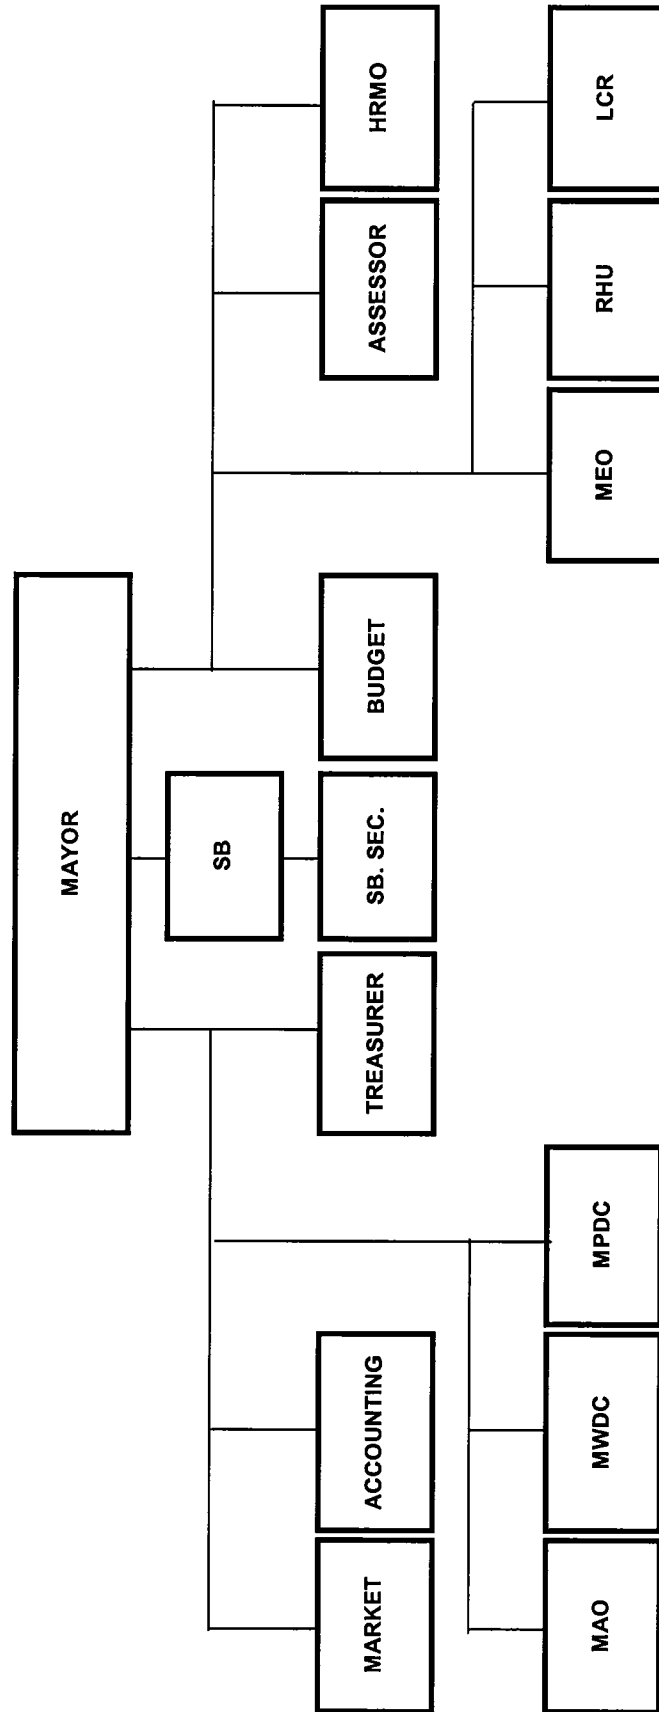 MAYOR
SB
MARKET
ACCOUNTING
TREASURER
SB. SEC.
BUDGET
ASSESSOR
HRMO
MAO
MWDC
MPDC
MEO
RHU
LCR